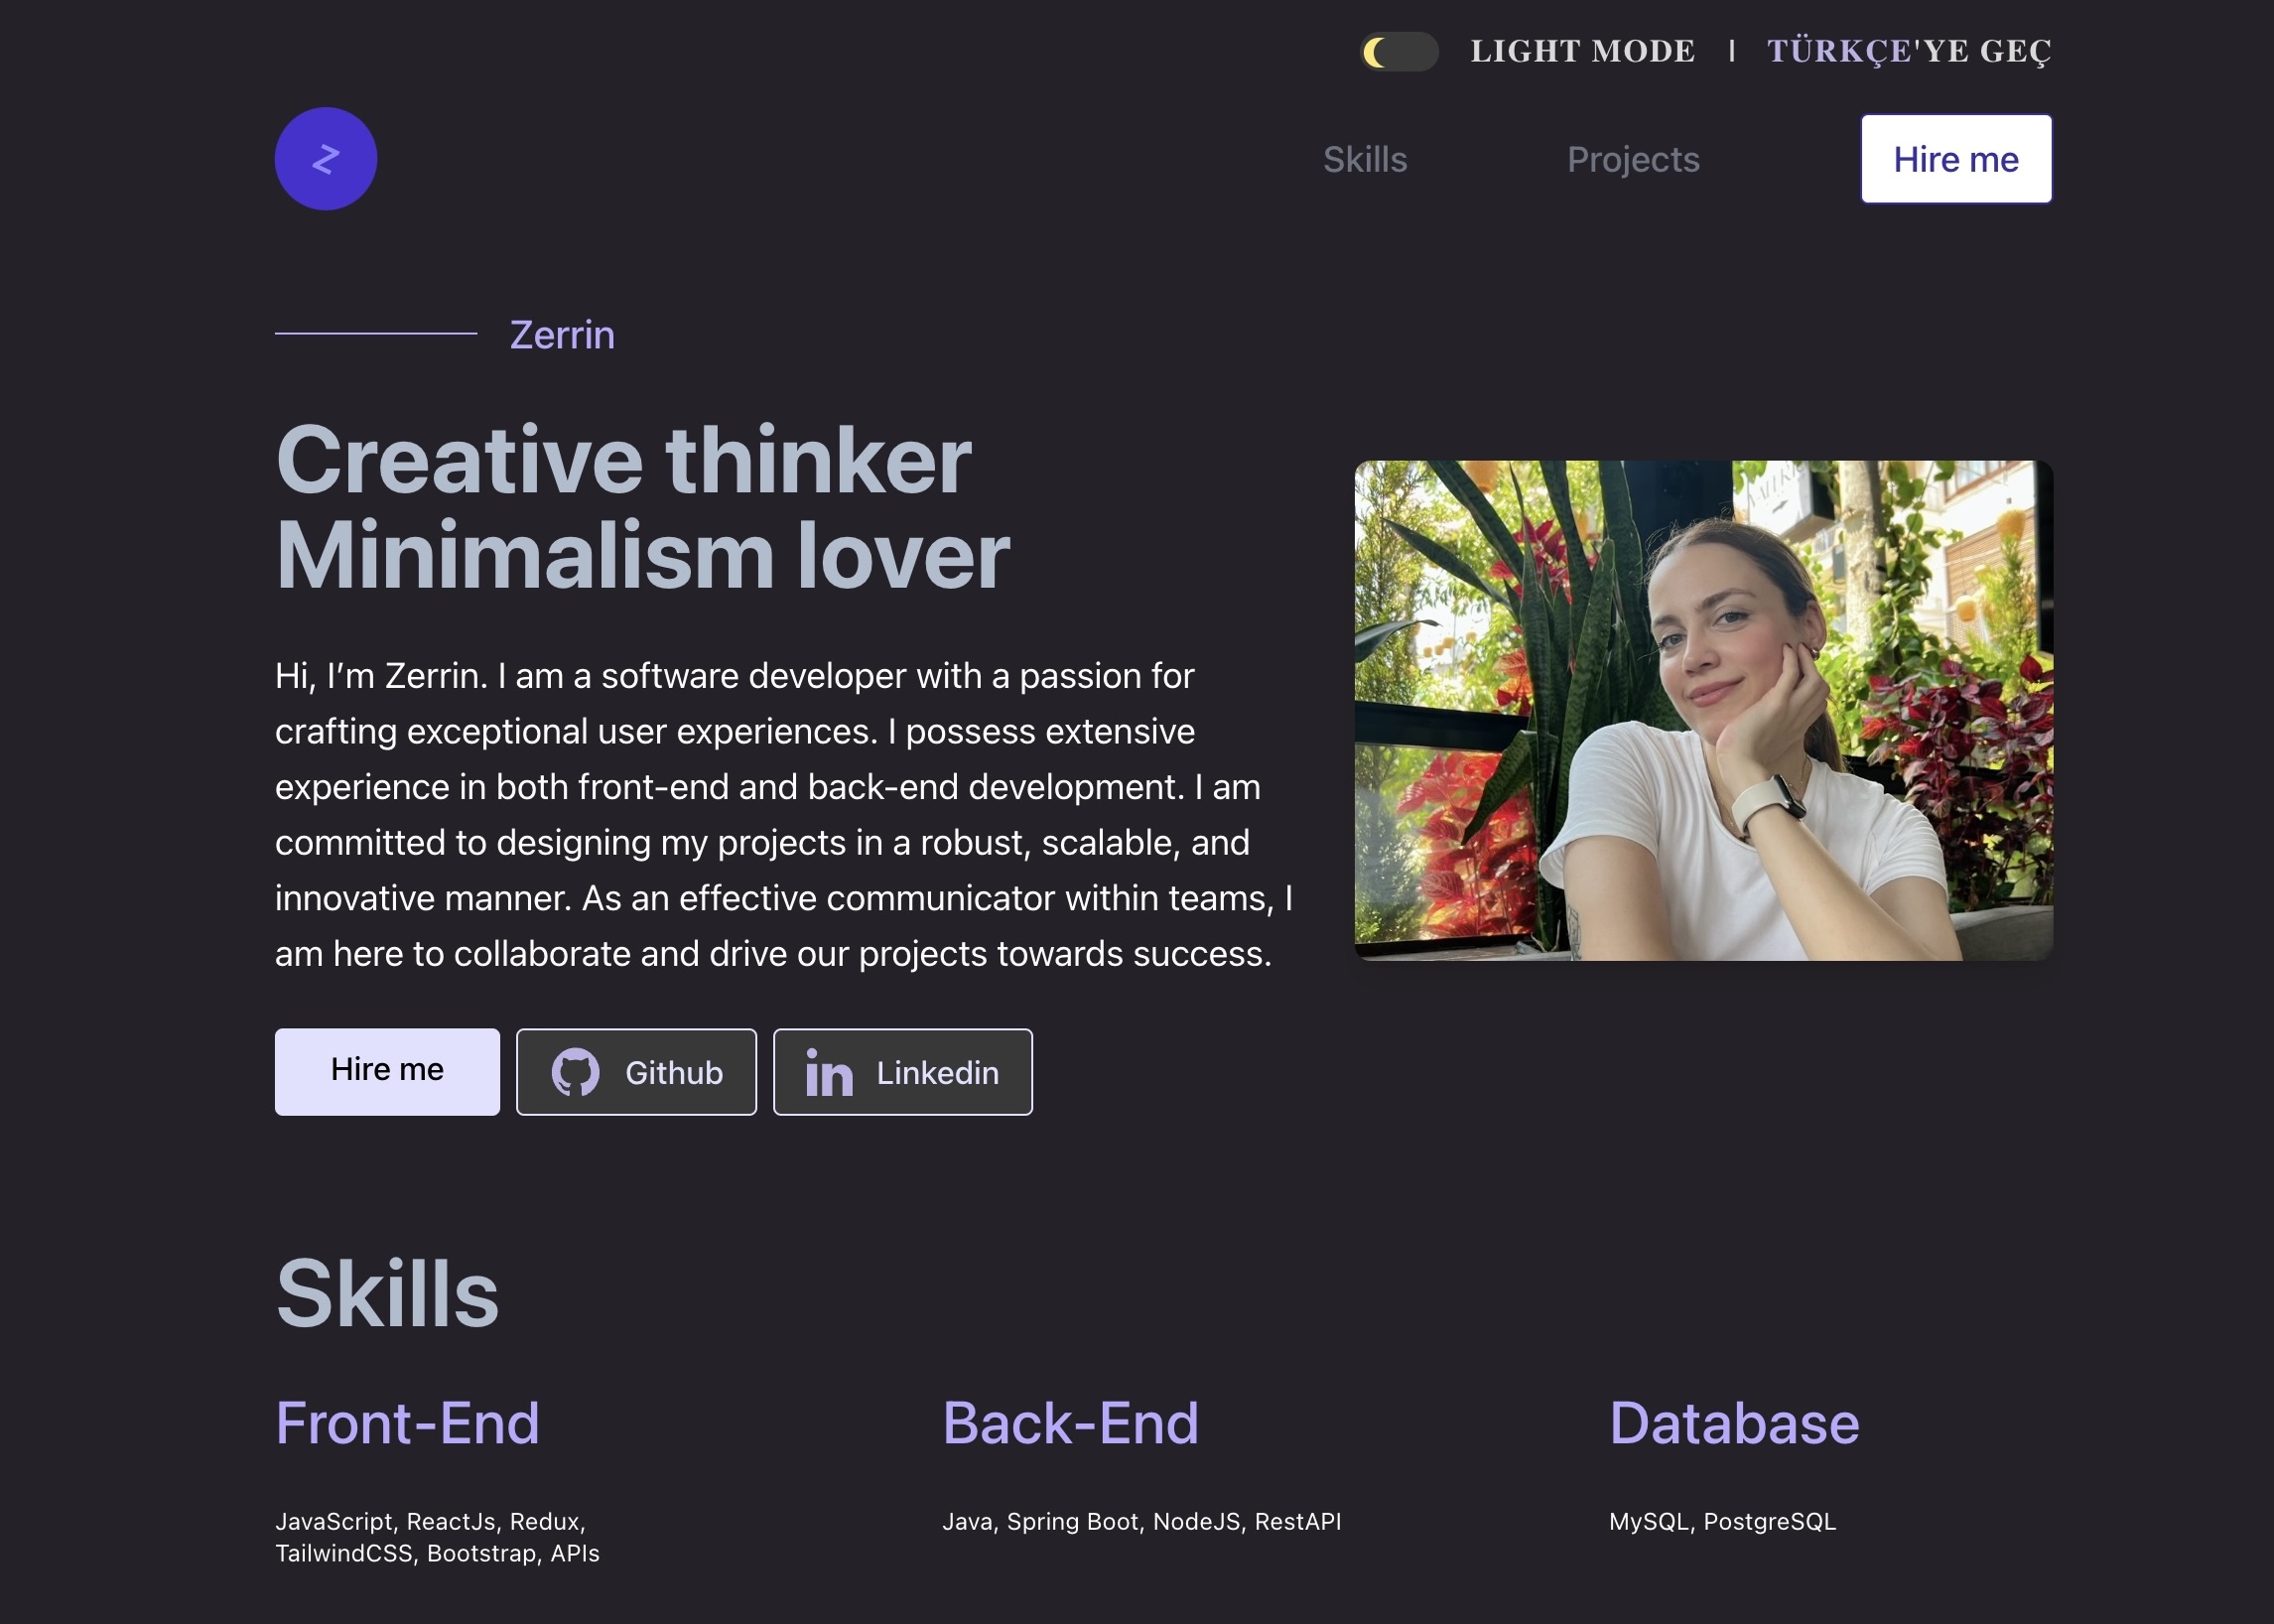 LIGHT MODE | TÜRKÇE'YE GEÇ
Z
Skills
Projects
Hire me
Zerrin
Creative thinker
Minimalism lover
Hi, I’m Zerrin. I am a software developer with a passion for
crafting exceptional user experiences. I possess extensive
experience in both front-end and back-end development. I am
committed to designing my projects in a robust, scalable, and
innovative manner. As an effective communicator within teams, I
am here to collaborate and drive our projects towards success.
Hire me
Github
Linkedin
Skills
Front-End
JavaScript, ReactJs, Redux,
TailwindCSS, Bootstrap, APIs
Back-End
Java, Spring Boot, NodeJS, RestAPI
Database
MySQL, PostgreSQL